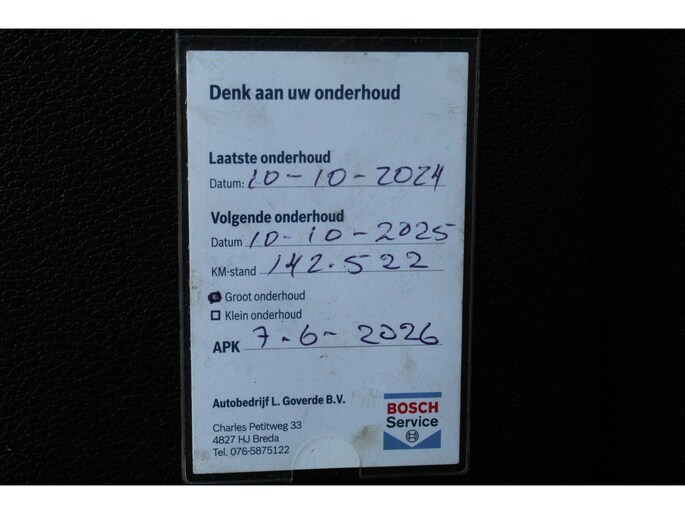 Denk aan uw onderhoud
Laatste onderhoud
Datum: 10-10-2024
Volgende onderhoud
Datum 10-10-2025
KM-stand 142.522
Groot onderhoud
Klein onderhoud
APK 7-6-2026
Autobedrijf L. Goverde B.V.
Charles Petitweg 33
4827 HJ Breda
Tel. 076-5875122
BOSCH
Service